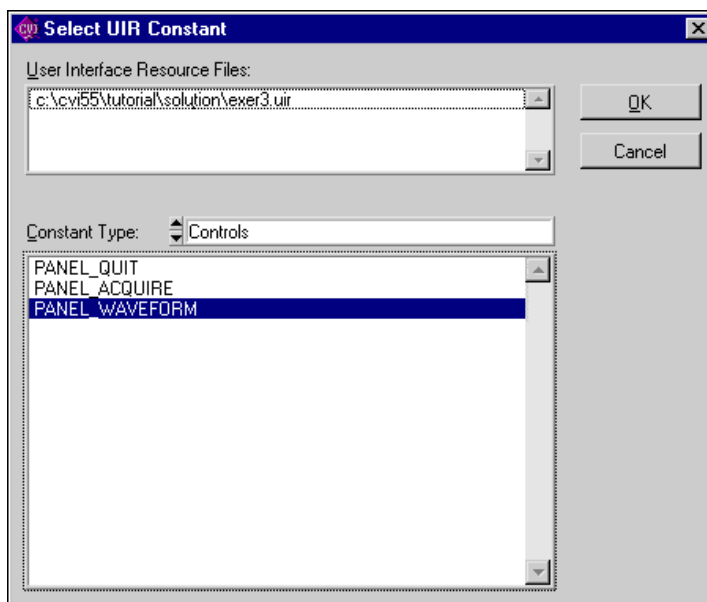 CVI Select UIR Constant
User Interface Resource Files:
c:\cvi55\tutorial\solution\exer3.uir
OK
Cancel
Constant Type: Controls
PANEL_QUIT
PANEL_ACQUIRE
PANEL_WAVEFORM